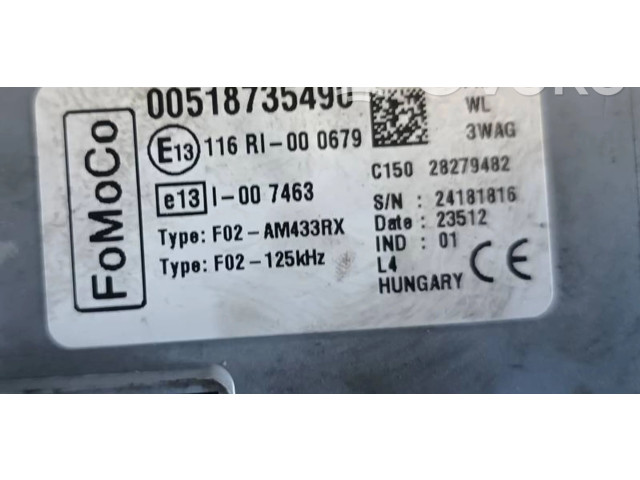 FoMoCo
00518735490
E13 116 RI-00 0679
e13 I-00 7463
Type: F02-AM433RX
Type: F02-125kHz
WL
3WAG
C150 28279482
S/N : 24181816
Date : 23512
IND : 01
L4
HUNGARY CE